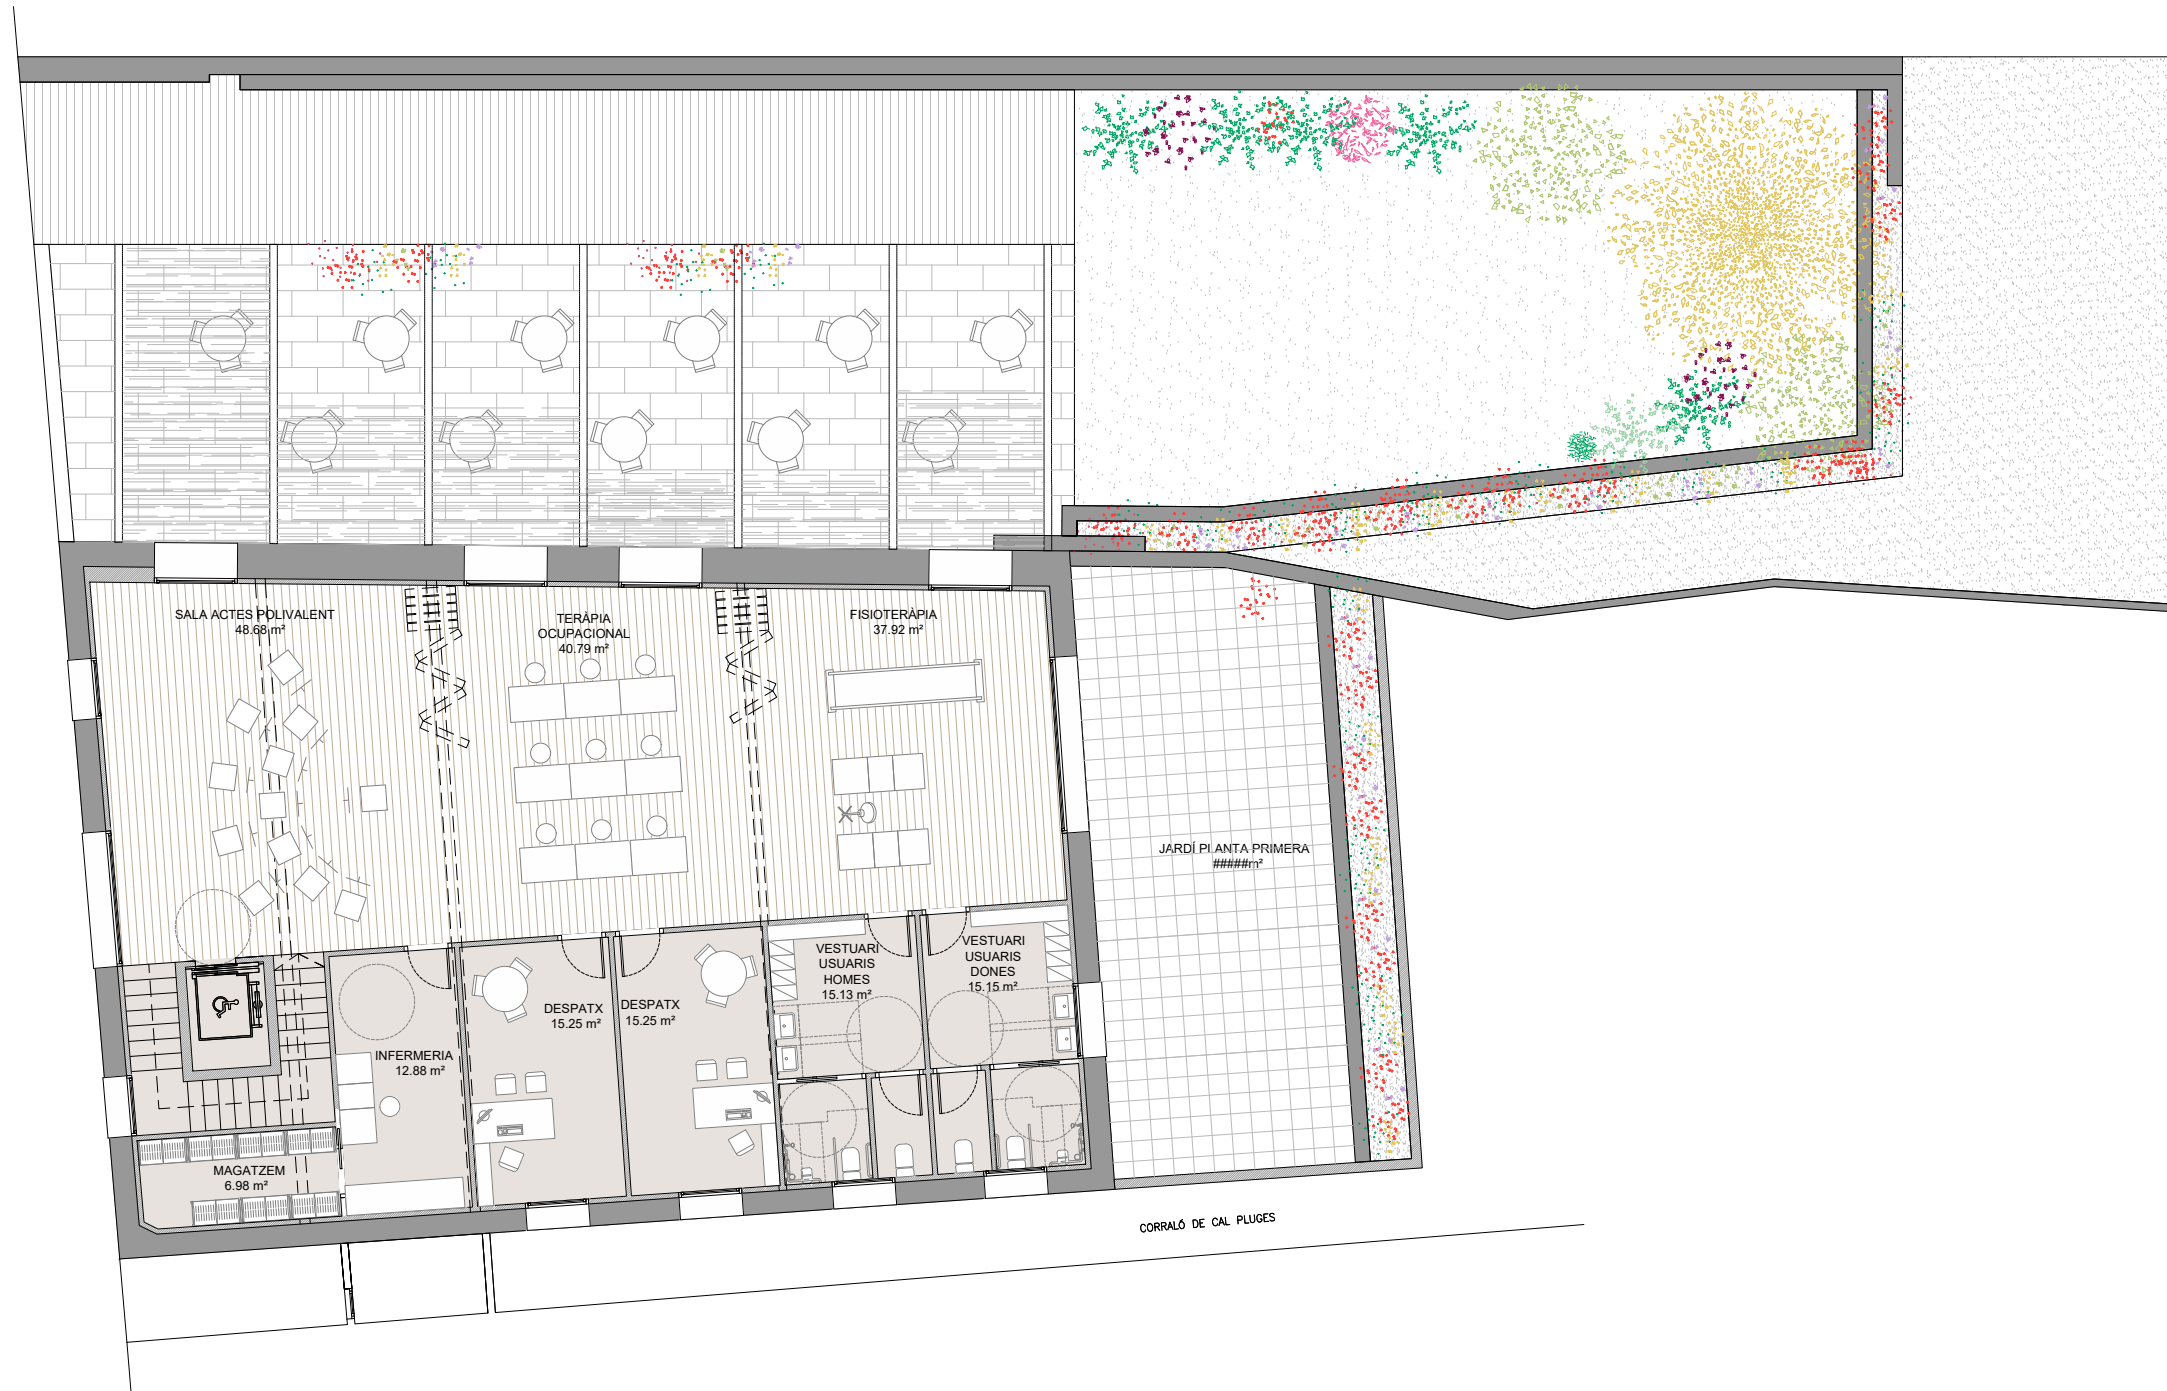 SALA ACTES POLIVALENT
48.68 m²
TERÀPIA
OCUPACIONAL
40.79 m²
FISIOTERÀPIA
37.92 m²
JARDÍ PLANTA PRIMERA
#####m²
VESTUARI
USUARIS
HOMES
15.13 m²
VESTUARI
USUARIS
DONES
15.15 m²
DESPATX
15.25 m²
DESPATX
15.25 m²
INFERMERIA
12.88 m²
MAGATZEM
6.98 m²
CORRALÓ DE CAL PLUGES